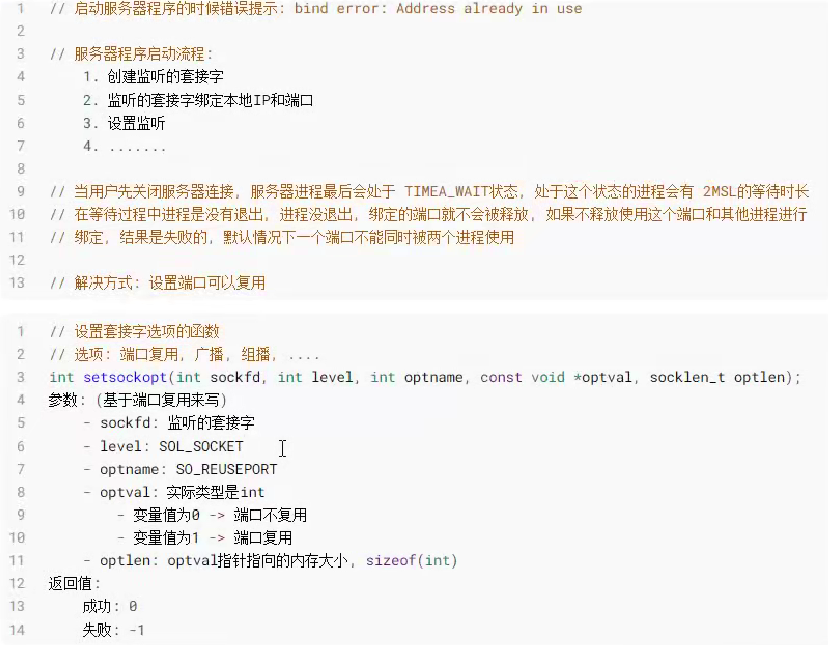 1 // 启动服务器程序的时候错误提示: bind error: Address already in use
2
3 // 服务器程序启动流程:
4 1. 创建监听的套接字
5 2. 监听的套接字绑定本地IP和端口
6 3. 设置监听
7 4. .......
8
9 // 当用户先关闭服务器连接, 服务器进程最后会处于 TIMEA_WAIT状态, 处于这个状态的进程会有 2MSL的等待时长
10 // 在等待过程中进程是没有退出, 进程没退出, 绑定的端口就不会被释放, 如果不释放使用这个端口和其他进程进行
11 // 绑定, 结果是失败的, 默认情况下一个端口不能同时被两个进程使用
12
13 // 解决方式: 设置端口可以复用
1 // 设置套接字选项的函数
2 // 选项: 端口复用, 广播, 组播, ....
3 int setsockopt(int sockfd, int level, int optname, const void *optval, socklen_t optlen);
4 参数: (基于端口复用来写)
5 - sockfd: 监听的套接字
6 - level: SOL_SOCKET
7 - optname: SO_REUSEPORT
8 - optval: 实际类型是int
9 - 变量值为0 -> 端口不复用
10 - 变量值为1 -> 端口复用
11 - optlen: optval指针指向的内存大小, sizeof(int)
12 返回值:
13 成功: 0
14 失败: -1